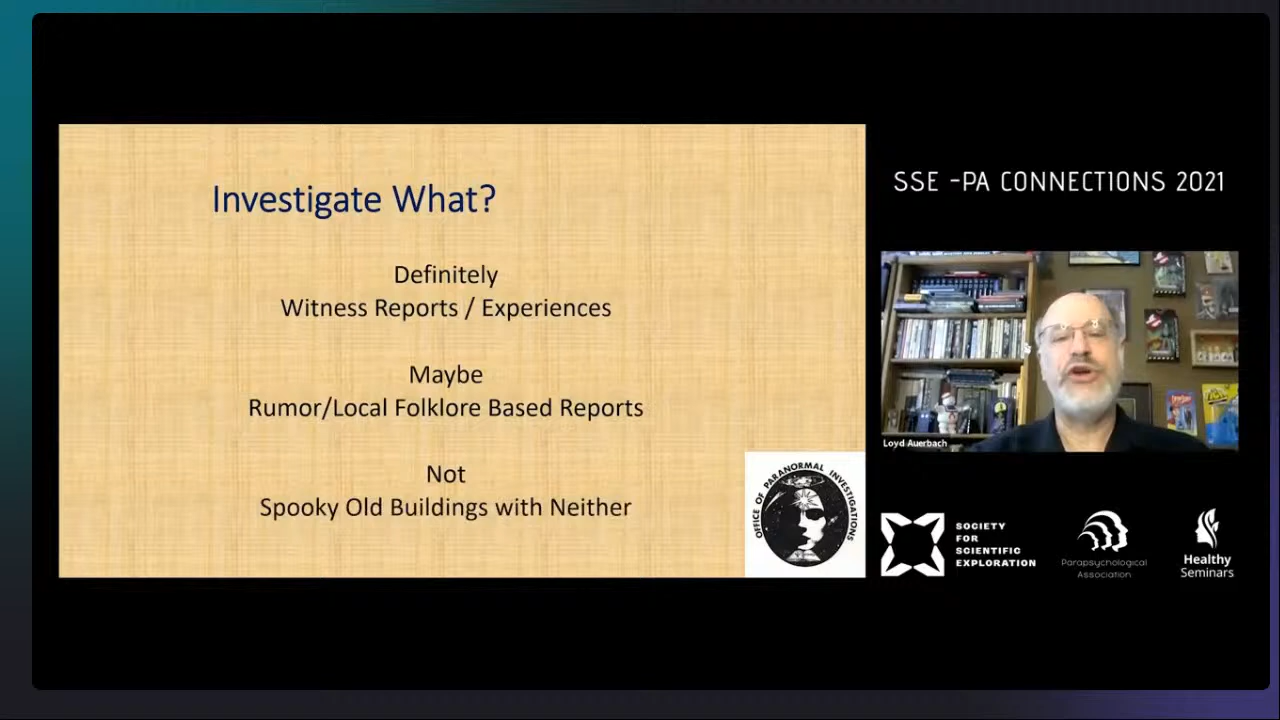 Investigate What?
Definitely
Witness Reports / Experiences
Maybe
Rumor/Local Folklore Based Reports
Not
Spooky Old Buildings with Neither
OFFICE OF PARANORMAL INVESTIGATIONS
SSE -PA CONNECTIONS 2021
Loyd Auerbach
SOCIETY
FOR
SCIENTIFIC
EXPLORATION
Parapsychological
Association
Healthy
Seminars